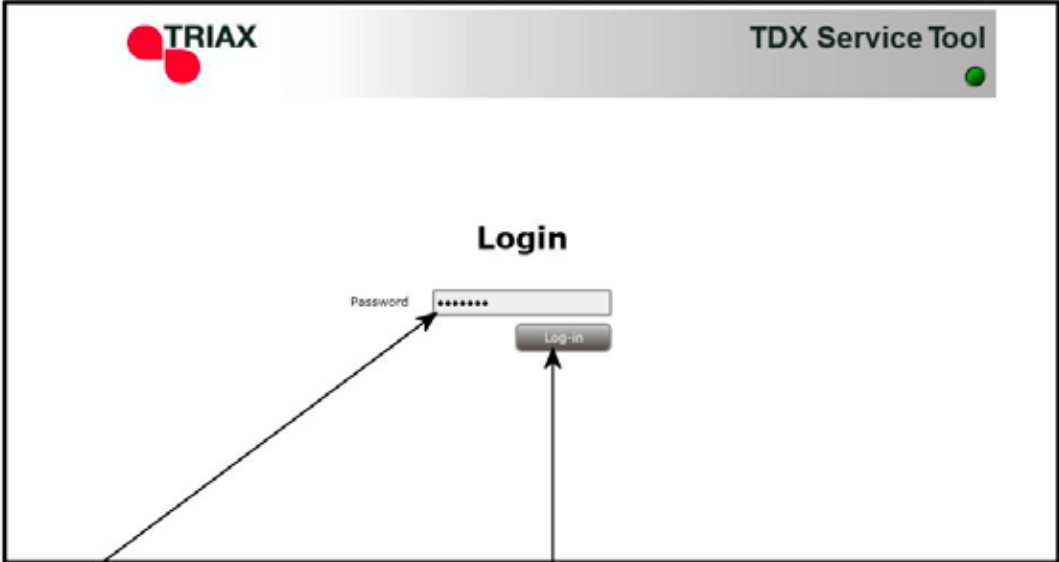 TRIAX
TDX Service Tool
Login
Password •••••••
Log-in